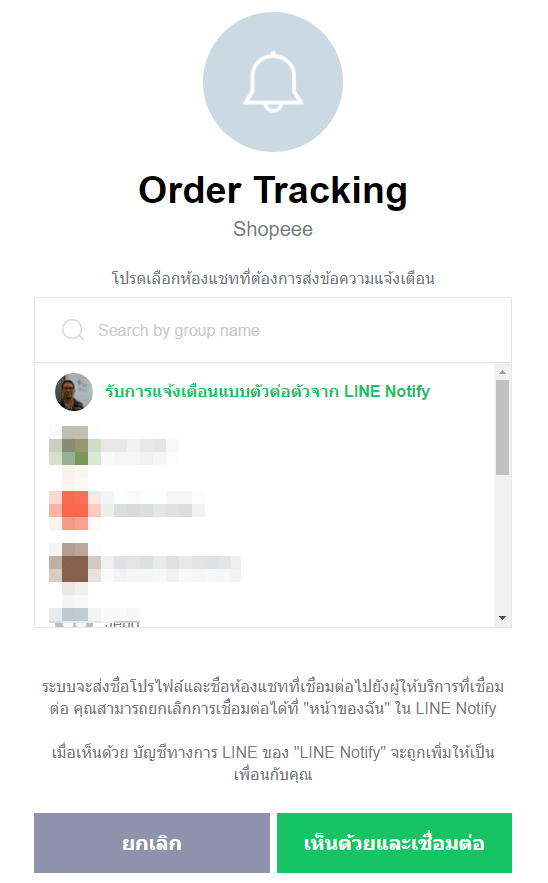 Order Tracking
Shopeee
โปรดเลือกห้องแชทที่ต้องการส่งข้อความแจ้งเตือน
Search by group name
รับการแจ้งเตือนแบบตัวต่อตัวจาก LINE Notify
ระบบจะส่งชื่อโปรไฟล์และชื่อห้องแชทที่เชื่อมต่อไปยังผู้ให้บริการที่เชื่อม
ต่อ คุณสามารถยกเลิกการเชื่อมต่อได้ที่ "หน้าของฉัน" ใน LINE Notify
เมื่อเห็นด้วย บัญชีทางการ LINE ของ "LINE Notify" จะถูกเพิ่มให้เป็น
เพื่อนกับคุณ
ยกเลิก
เห็นด้วยและเชื่อมต่อ